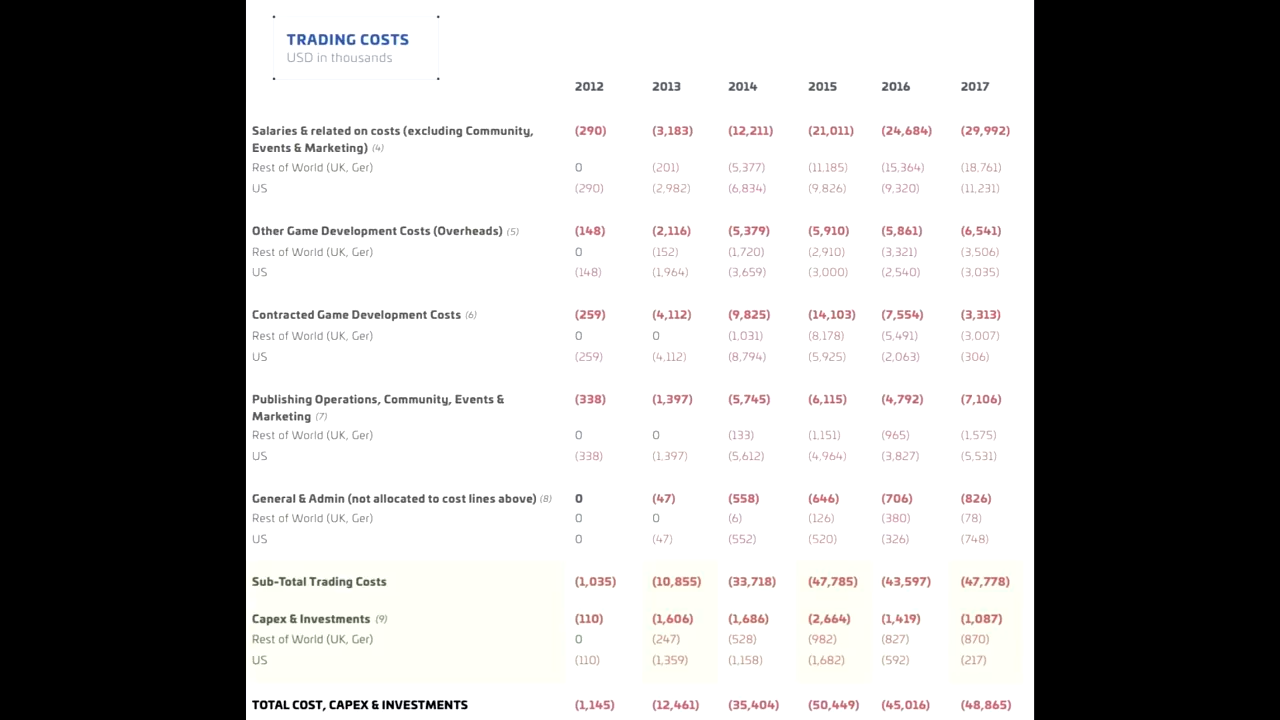 TRADING COSTS
USD in thousands
2012 2013 2014 2015 2016 2017
Salaries & related on costs (excluding Community, (290) (3,183) (12,211) (21,011) (24,684) (29,992)
Events & Marketing) (4)
Rest of World (UK, Ger) 0 (201) (5,377) (11,185) (15,364) (18,761)
US (290) (2,982) (6,834) (9,826) (9,320) (11,231)
Other Game Development Costs (Overheads) (5) (148) (2,116) (5,379) (5,910) (5,861) (6,541)
Rest of World (UK, Ger) 0 (152) (1,720) (2,910) (3,321) (3,506)
US (148) (1,964) (3,659) (3,000) (2,540) (3,035)
Contracted Game Development Costs (6) (259) (4,112) (9,825) (14,103) (7,554) (3,313)
Rest of World (UK, Ger) 0 0 (1,031) (8,178) (5,491) (3,007)
US (259) (4,112) (8,794) (5,925) (2,063) (306)
Publishing Operations, Community, Events & (338) (1,397) (5,745) (6,115) (4,792) (7,106)
Marketing (7)
Rest of World (UK, Ger) 0 0 (133) (1,151) (965) (1,575)
US (338) (1,397) (5,612) (4,964) (3,827) (5,531)
General & Admin (not allocated to cost lines above) (8) 0 (47) (558) (646) (706) (826)
Rest of World (UK, Ger) 0 0 (6) (126) (380) (78)
US 0 (47) (552) (520) (326) (748)
Sub-Total Trading Costs (1,035) (10,855) (33,718) (47,785) (43,597) (47,778)
Capex & Investments (9) (110) (1,606) (1,686) (2,664) (1,419) (1,087)
Rest of World (UK, Ger) 0 (247) (528) (982) (827) (870)
US (110) (1,359) (1,158) (1,682) (592) (217)
TOTAL COST, CAPEX & INVESTMENTS (1,145) (12,461) (35,404) (50,449) (45,016) (48,865)